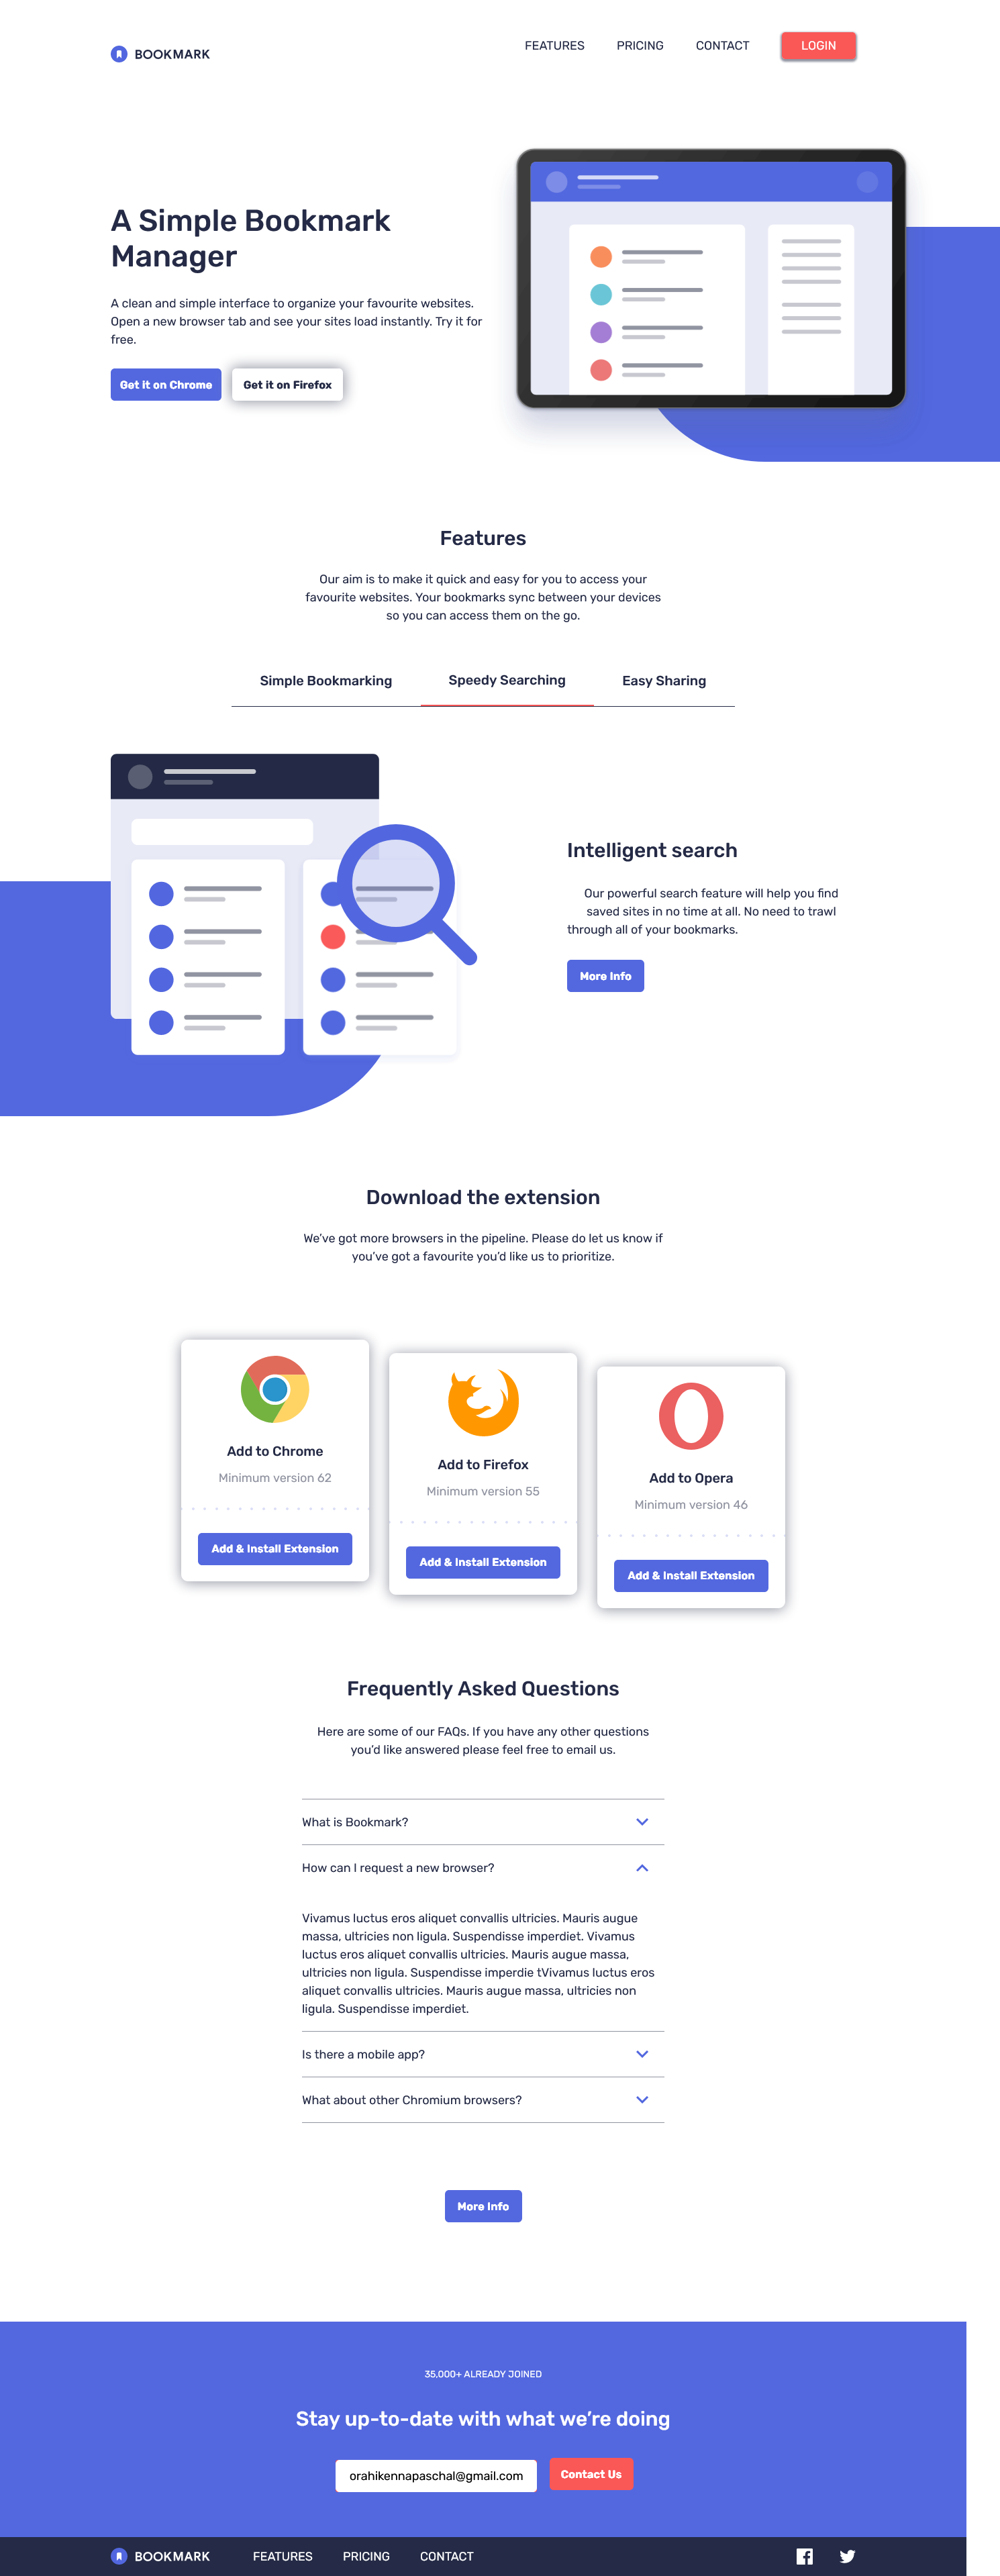 BOOKMARK
FEATURES PRICING CONTACT LOGIN
A Simple Bookmark
Manager
A clean and simple interface to organize your favourite websites.
Open a new browser tab and see your sites load instantly. Try it for
free.
Get it on Chrome Get it on Firefox
Features
Our aim is to make it quick and easy for you to access your
favourite websites. Your bookmarks sync between your devices
so you can access them on the go.
Simple Bookmarking Speedy Searching Easy Sharing
Intelligent search
Our powerful search feature will help you find
saved sites in no time at all. No need to trawl
through all of your bookmarks.
More Info
Download the extension
We’ve got more browsers in the pipeline. Please do let us know if
you’ve got a favourite you’d like us to prioritize.
Add to Chrome
Minimum version 62
Add & Install Extension
Add to Firefox
Minimum version 55
Add & Install Extension
Add to Opera
Minimum version 46
Add & Install Extension
Frequently Asked Questions
Here are some of our FAQs. If you have any other questions
you’d like answered please feel free to email us.
What is Bookmark?
How can I request a new browser?
Vivamus luctus eros aliquet convallis ultricies. Mauris augue
massa, ultricies non ligula. Suspendisse imperdiet. Vivamus
luctus eros aliquet convallis ultricies. Mauris augue massa,
ultricies non ligula. Suspendisse imperdie tVivamus luctus eros
aliquet convallis ultricies. Mauris augue massa, ultricies non
ligula. Suspendisse imperdiet.
Is there a mobile app?
What about other Chromium browsers?
More Info
35,000+ ALREADY JOINED
Stay up-to-date with what we’re doing
orahikennapaschal@gmail.com Contact Us
BOOKMARK FEATURES PRICING CONTACT